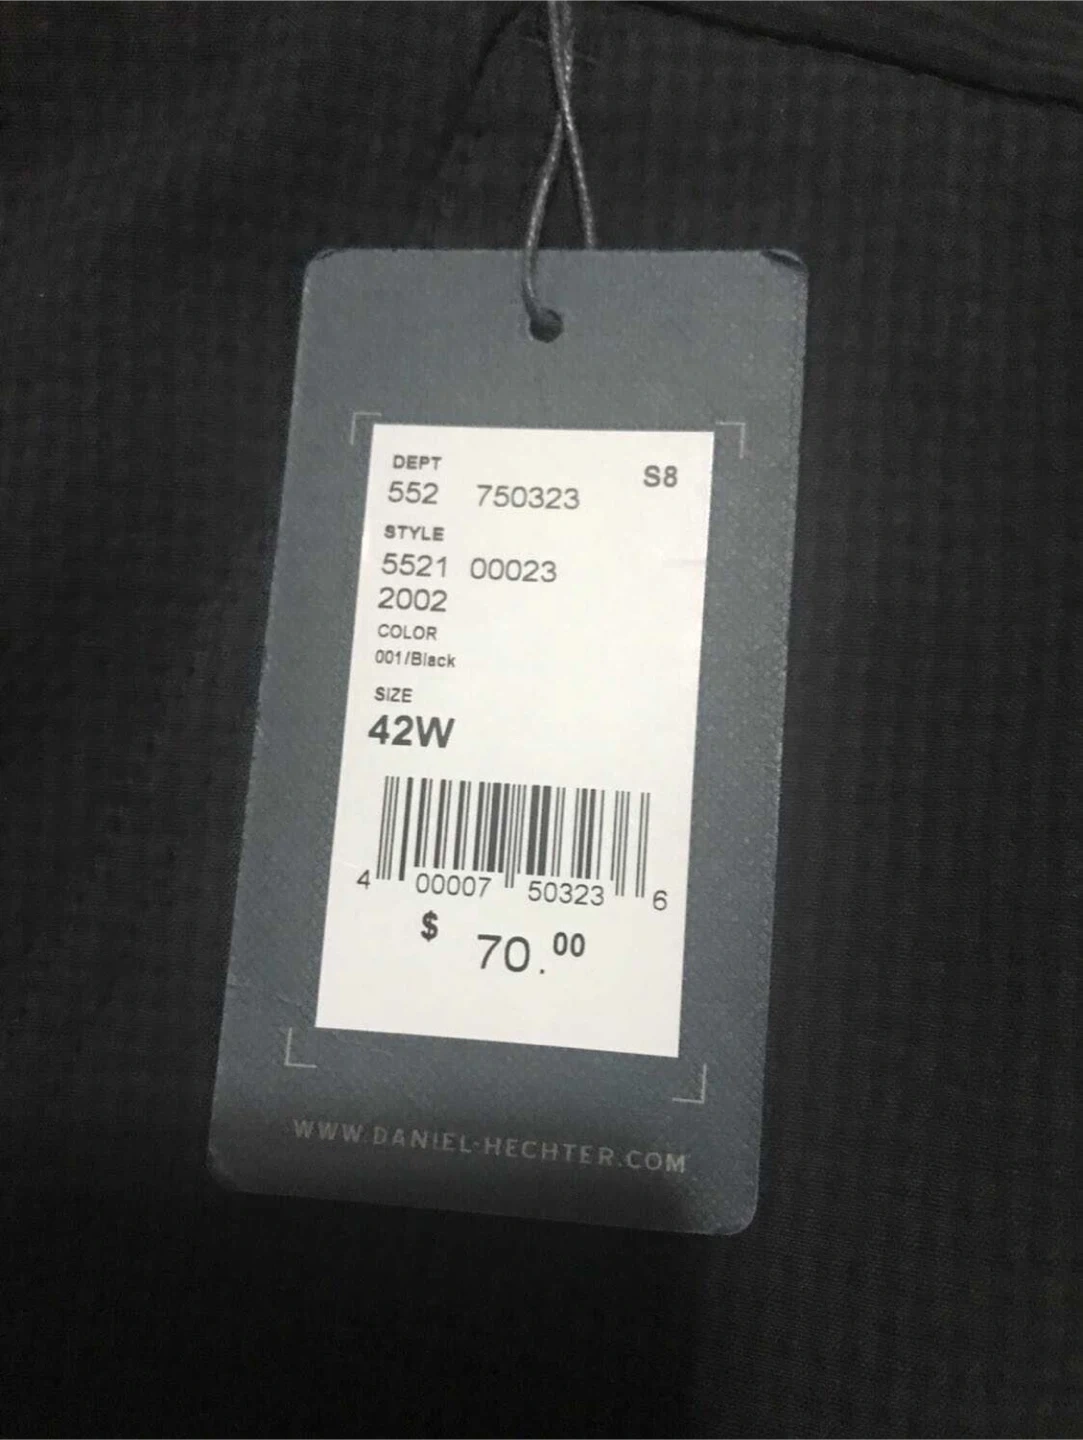 DEPT
S8
552 750323
STYLE
5521 00023
2002
COLOR
001/Black
SIZE
42W
4 00007 50323 6
$ 70.00
WWW.DANIEL-HECHTER.COM